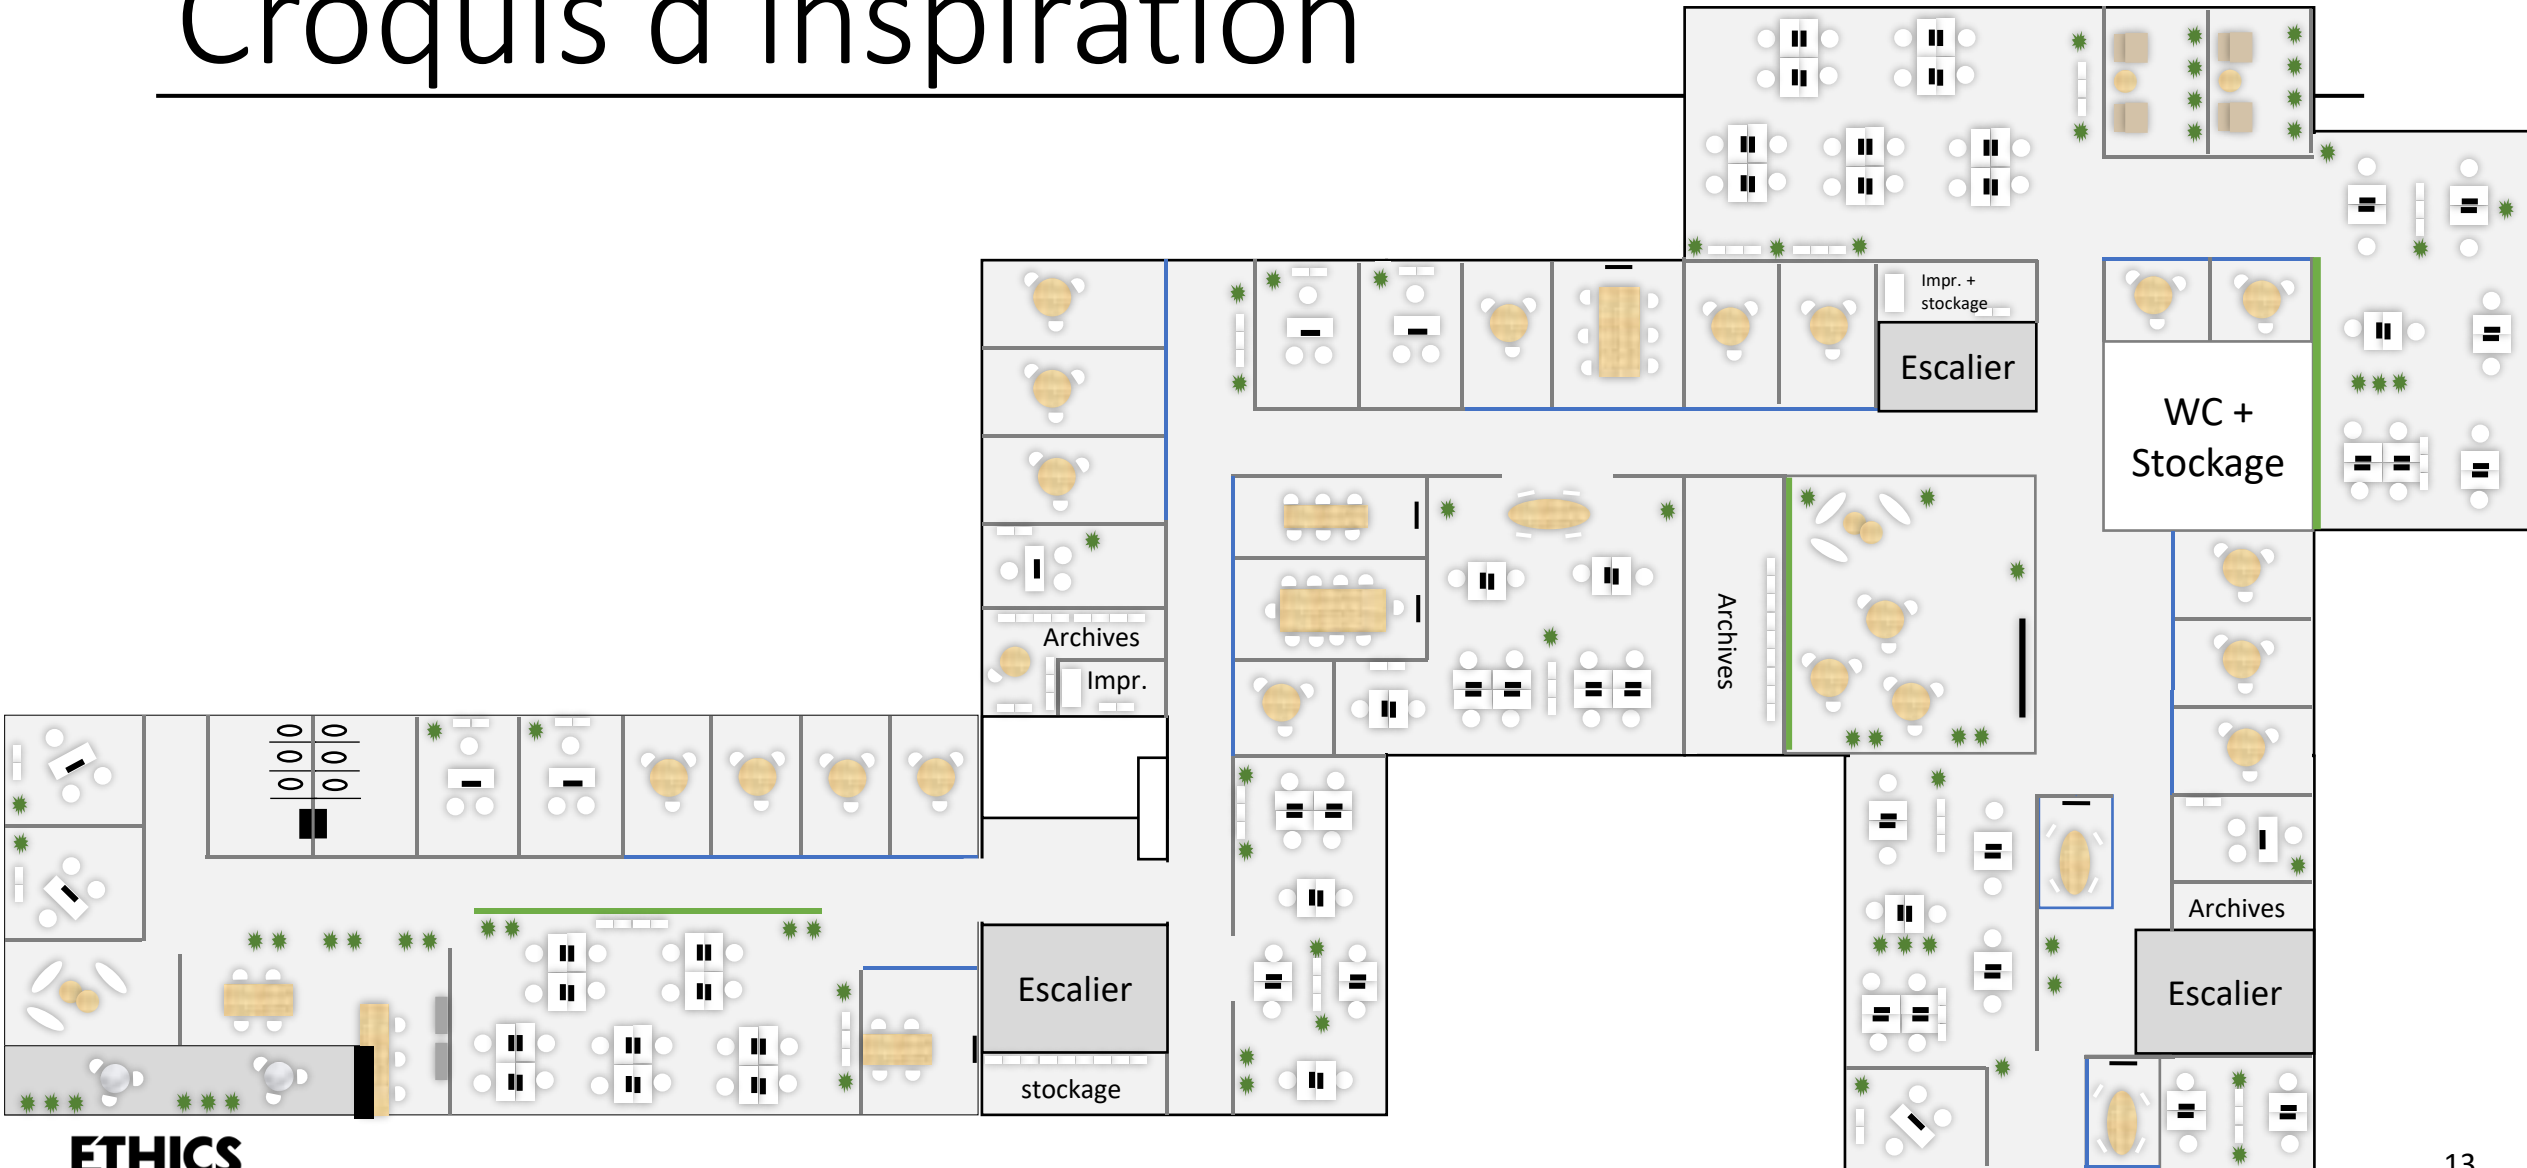 Croquis d'inspiration
Impr. +
stockage
Escalier
WC +
Stockage
Archives
Impr.
Archives
Archives
Escalier
stockage
Escalier
ETHICS
13